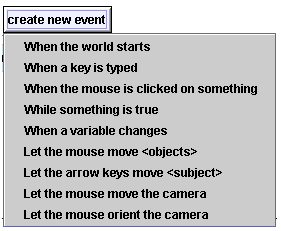 create new event
When the world starts
When a key is typed
When the mouse is clicked on something
While something is true
When a variable changes
Let the mouse move <objects>
Let the arrow keys move <subject>
Let the mouse move the camera
Let the mouse orient the camera